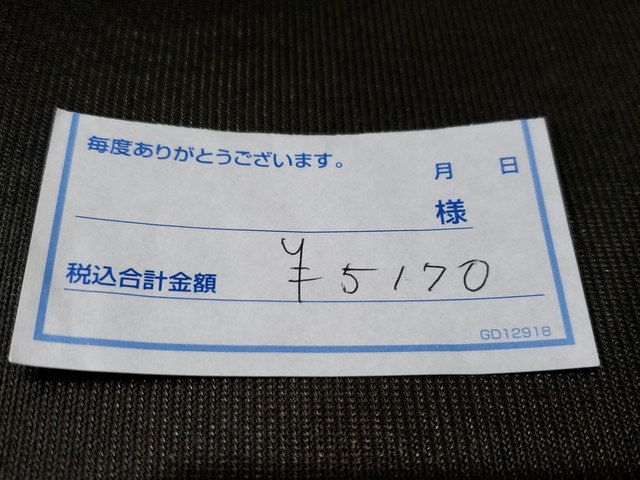 毎度ありがとうございます。
月 日
様
税込合計金額 ¥5170
GD12918